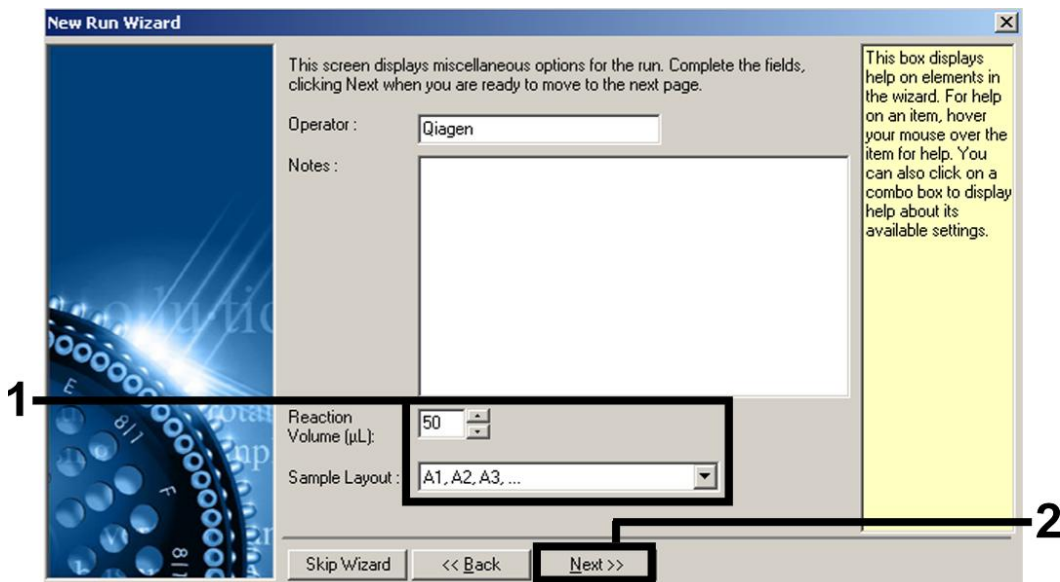 New Run Wizard
This screen displays miscellaneous options for the run. Complete the fields,
clicking Next when you are ready to move to the next page.
Operator :
Qiagen
Notes :
Reaction
Volume (µL):
50
Sample Layout :
A1, A2, A3, ...
Skip Wizard
<< Back
Next >>
This box displays
help on elements in
the wizard. For help
on an item, hover
your mouse over the
item for help. You
can also click on a
combo box to display
help about its
available settings.
1
2
E
8|1
F
8|1